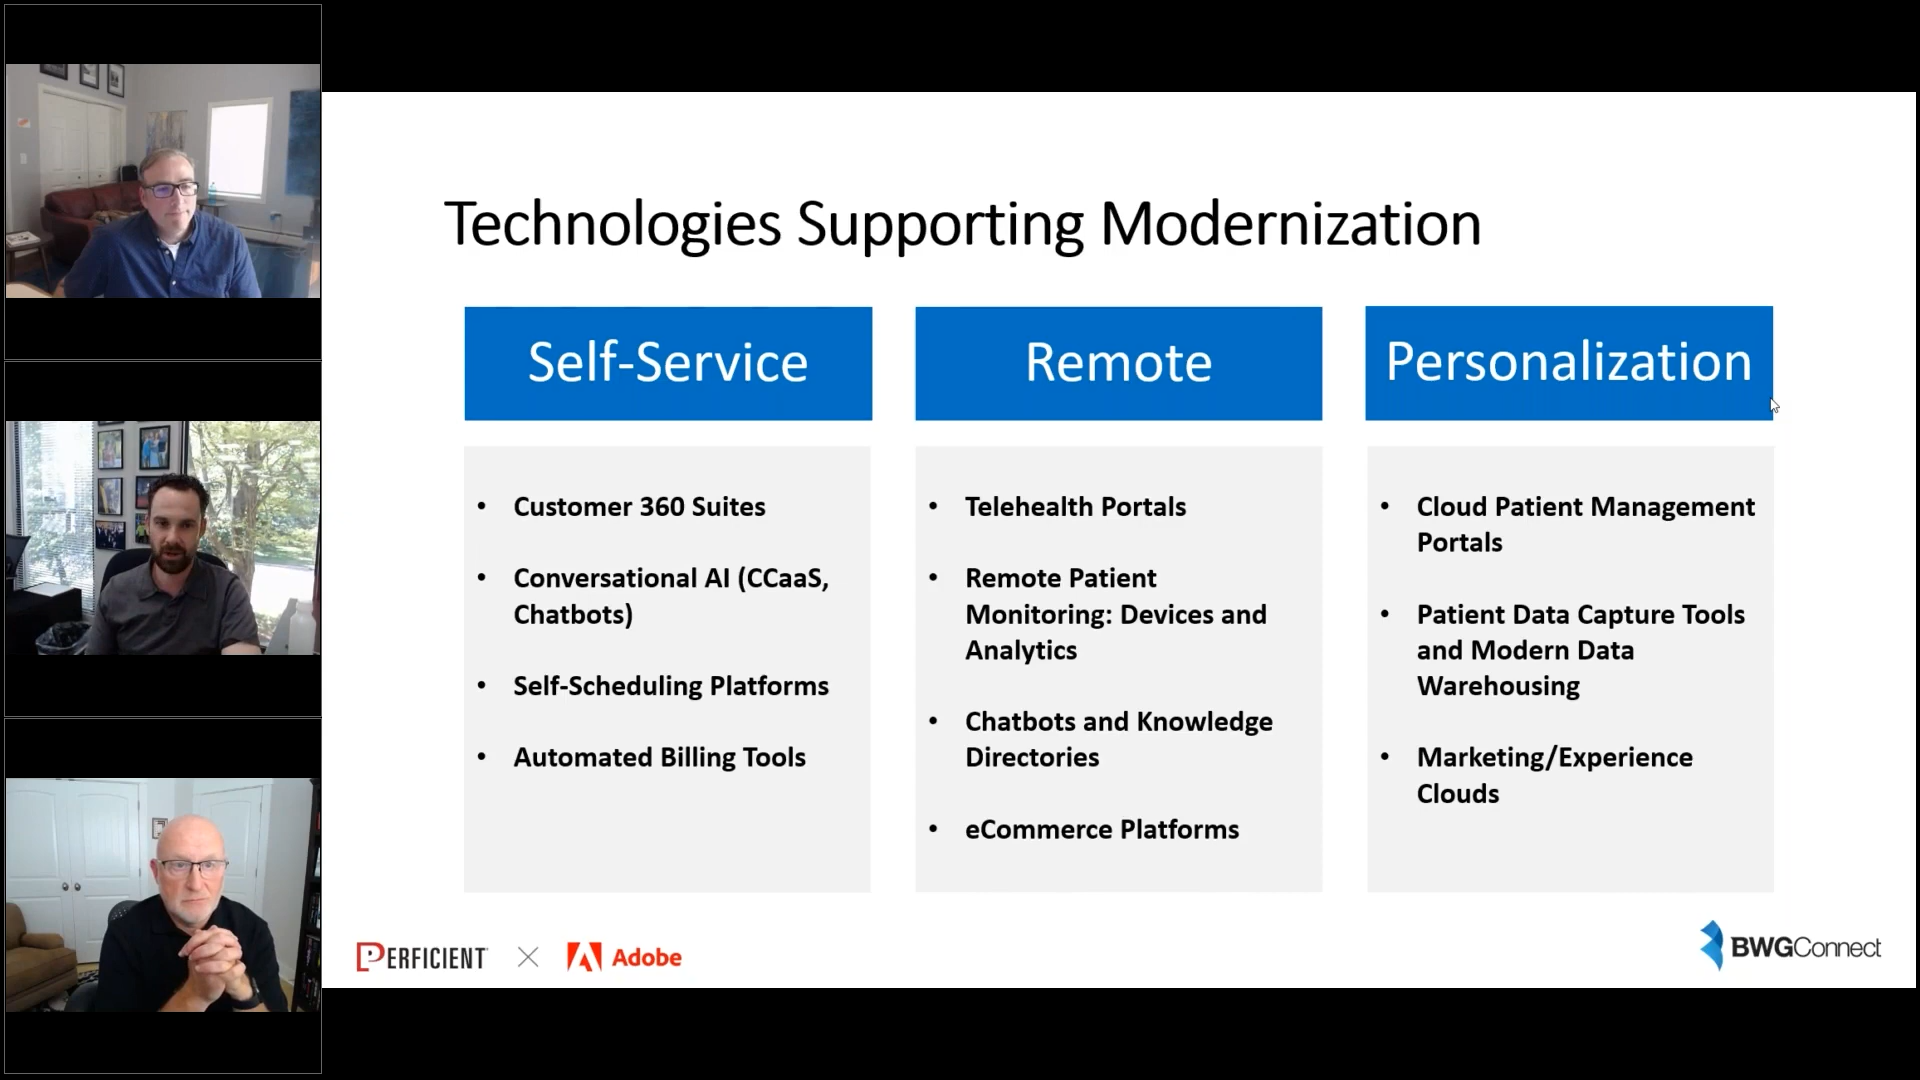 Technologies Supporting Modernization
Self-Service
• Customer 360 Suites
• Conversational AI (CCaaS,
Chatbots)
• Self-Scheduling Platforms
• Automated Billing Tools
Remote
• Telehealth Portals
• Remote Patient
Monitoring: Devices and
Analytics
• Chatbots and Knowledge
Directories
• eCommerce Platforms
Personalization
• Cloud Patient Management
Portals
• Patient Data Capture Tools
and Modern Data
Warehousing
• Marketing/Experience
Clouds
PERFICIENT × Adobe
BWGConnect